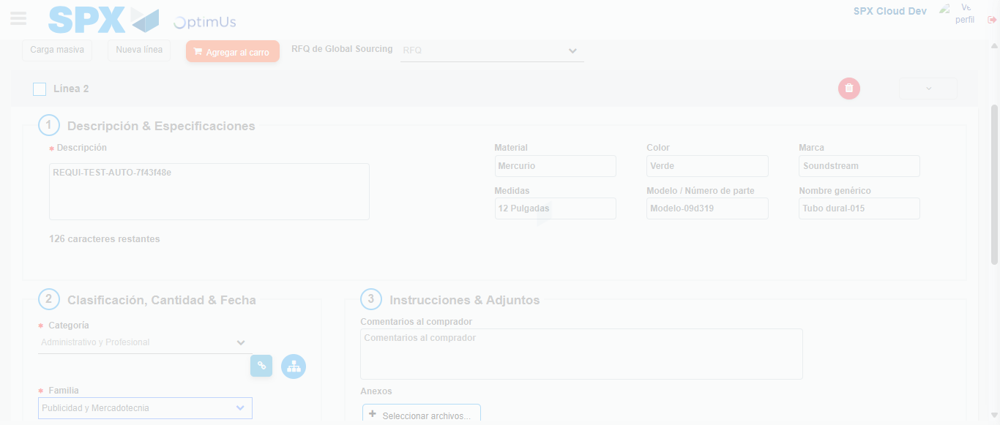 SPX
OptimUs
SPX Cloud Dev
perfil
Carga masiva
Nueva línea
Agregar al carro
RFQ de Global Sourcing
RFQ
Línea 2
1 Descripción & Especificaciones
* Descripción
Material
Color
Marca
REQUI-TEST-AUTO-7f43f48e
Mercurio
Verde
Soundstream
Medidas
Modelo / Número de parte
Nombre genérico
12 Pulgadas
Modelo-09d319
Tubo dural-015
126 caracteres restantes
2 Clasificación, Cantidad & Fecha
3 Instrucciones & Adjuntos
* Categoría
Comentarios al comprador
Administrativo y Profesional
Comentarios al comprador
* Familia
Anexos
Publicidad y Mercadotecnia
+ Seleccionar archivos...